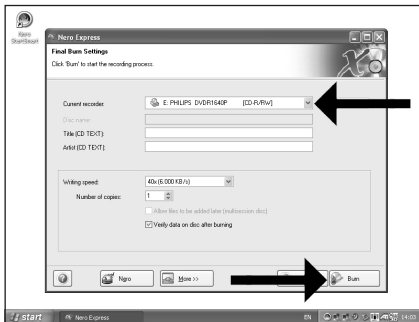 Nero
StartSmart
Nero Express
Final Burn Settings
Click 'Burn' to start the recording process.
Current recorder:
E: PHILIPS DVDR1640P [CD-R/RW]
Disc name:
Title (CD TEXT):
Artist (CD TEXT):
Writing speed:
40x (6.000 KB/s)
Number of copies:
1
Allow files to be added later (multisession disc)
Verify data on disc after burning
Nero
More >>
Burn
start
Nero Express
EN
14:03